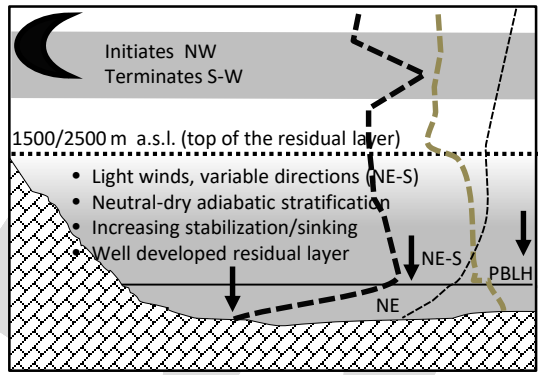 Initiates NW
Terminates S-W
1500/2500 m a.s.l. (top of the residual layer)
• Light winds, variable directions (NE-S)
• Neutral-dry adiabatic stratification
• Increasing stabilization/sinking
• Well developed residual layer
NE-S
PBLH
NE